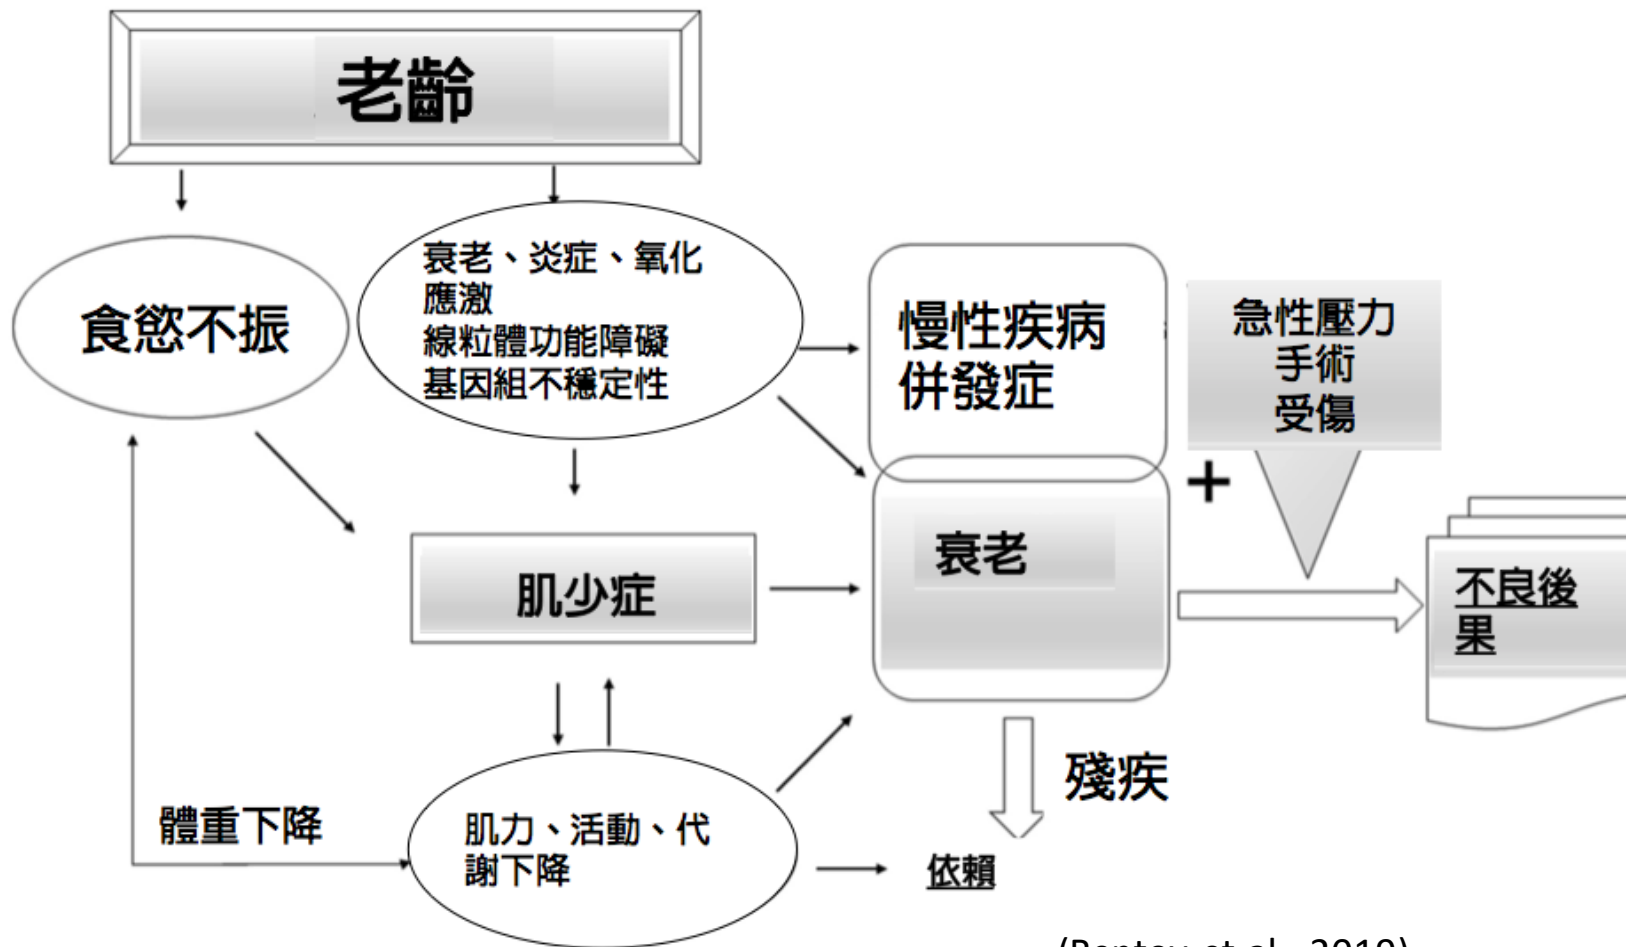 老齡
食慾不振
衰老、炎症、氧化
應激
線粒體功能障礙
基因組不穩定性
慢性疾病
併發症
急性壓力
手術
受傷
+
衰老
肌少症
不良後
果
殘疾
體重下降
肌力、活動、代
謝下降
依賴